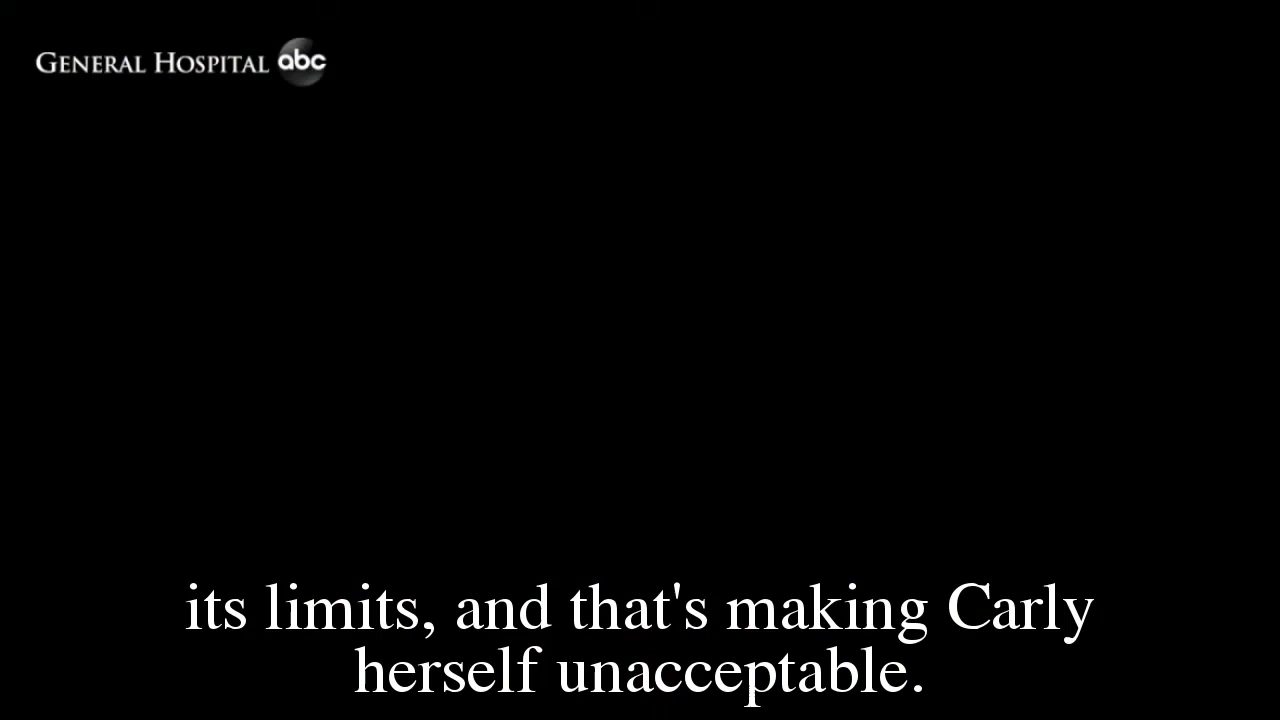 GENERAL HOSPITAL abc
its limits, and that's making Carly
herself unacceptable.